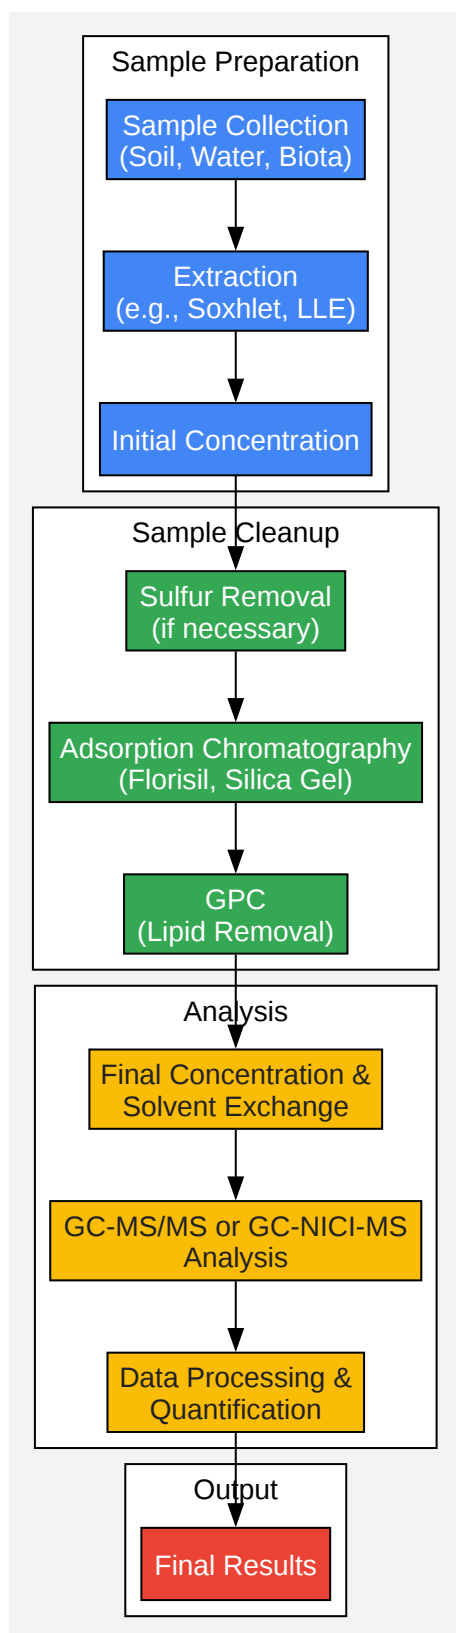 Sample Preparation
Sample Collection
(Soil, Water, Biota)
Extraction
(e.g., Soxhlet, LLE)
Initial Concentration
Sample Cleanup
Sulfur Removal
(if necessary)
Adsorption Chromatography
(Florisil, Silica Gel)
GPC
(Lipid Removal)
Analysis
Final Concentration &
Solvent Exchange
GC-MS/MS or GC-NICI-MS
Analysis
Data Processing &
Quantification
Output
Final Results